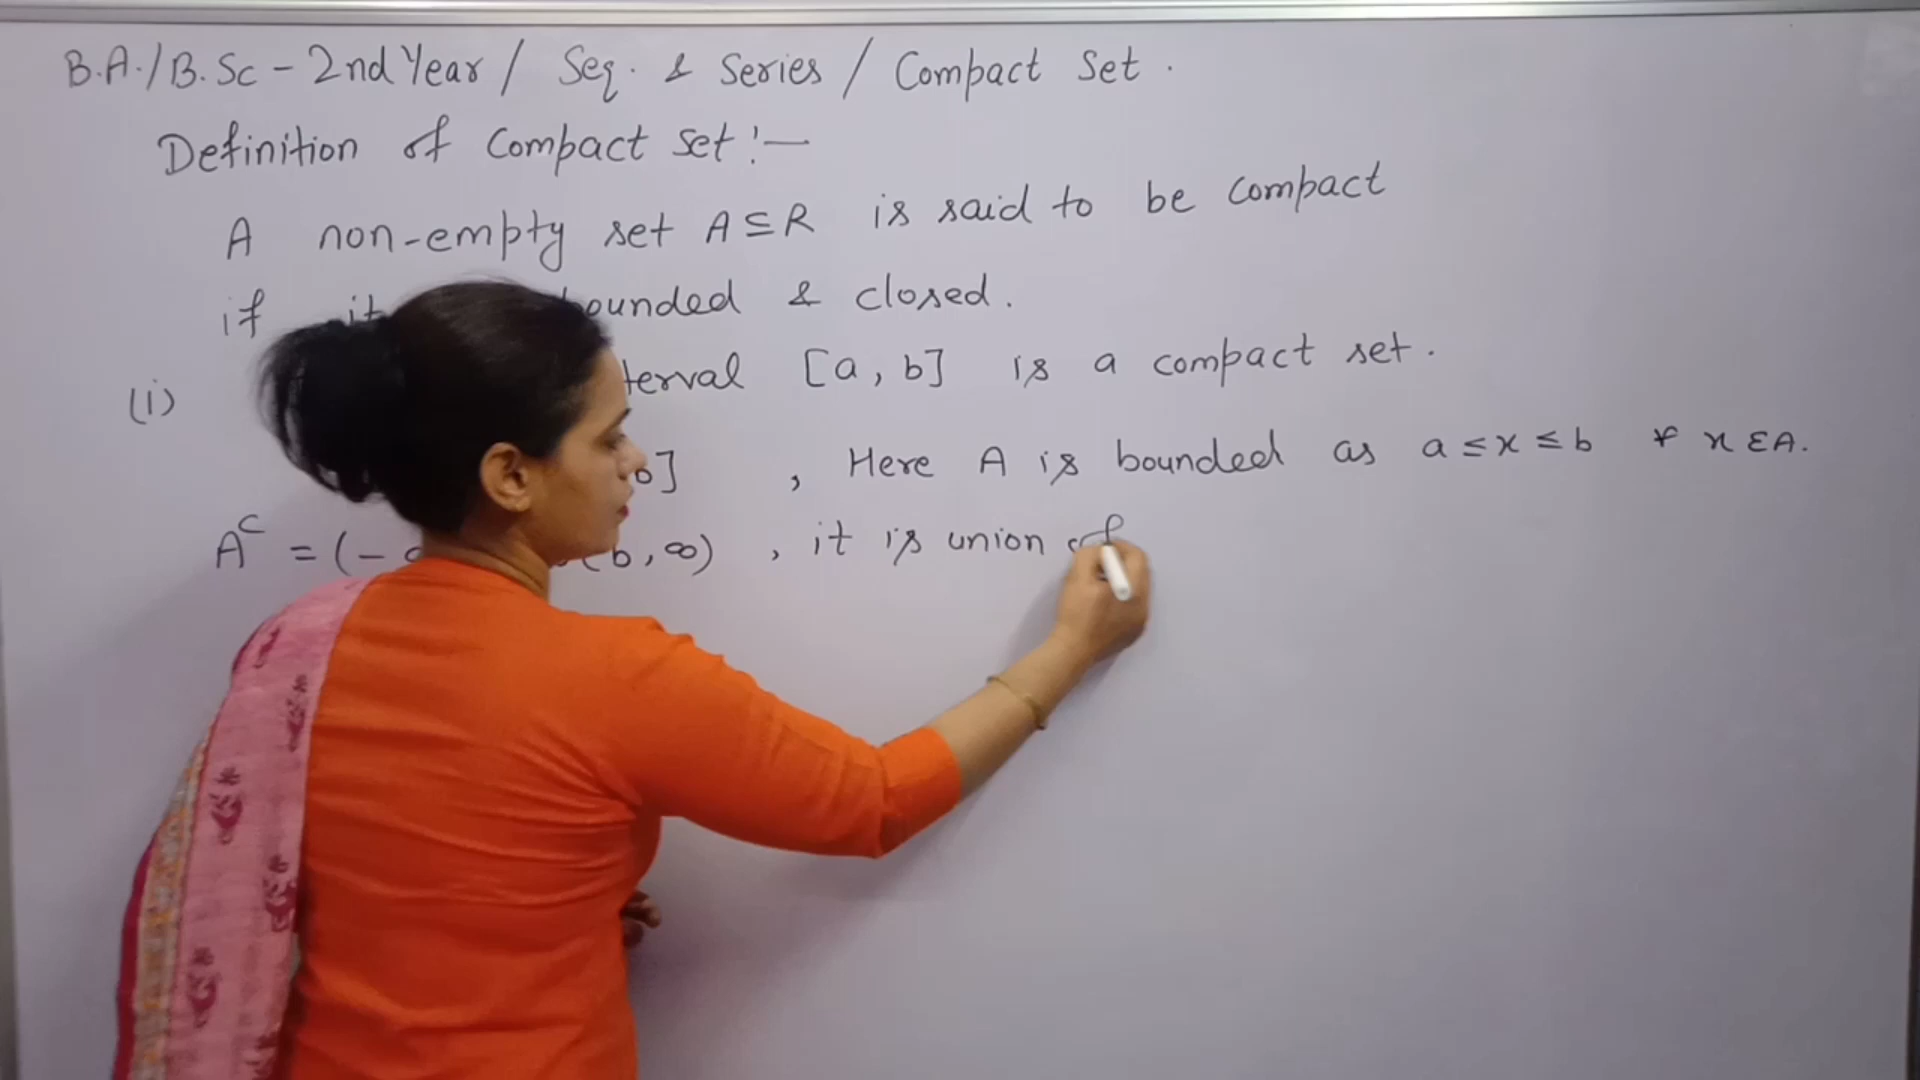 B.A./B.Sc - 2nd Year / Seq. & Series / Compact Set.
Definition of Compact set :—
A non-empty set A ⊆ R is said to be compact
if it bounded & closed.
(i) terval [a, b] is a compact set.
b] , Here A is bounded as a ≤ x ≤ b ∀ x ∈ A.
Aᶜ = (- (b, ∞) , it is union of